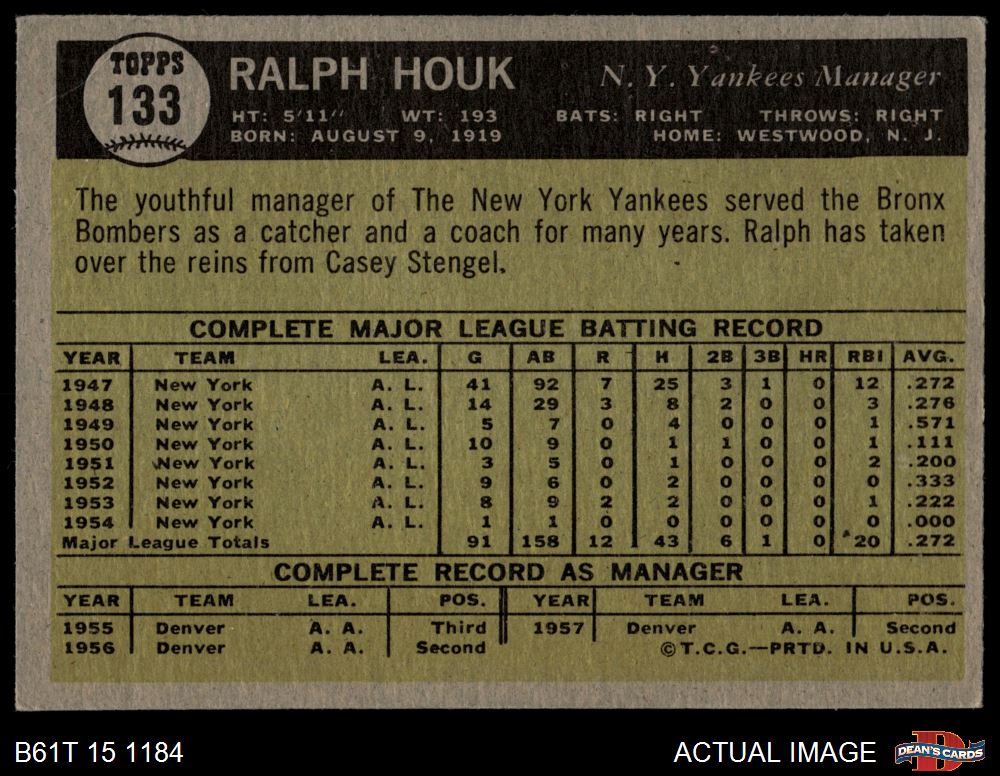 TOPPS
133
RALPH HOUK
N. Y. Yankees Manager
HT: 5'11" WT: 193 BATS: RIGHT THROWS: RIGHT
BORN: AUGUST 9, 1919 HOME: WESTWOOD, N. J.
The youthful manager of The New York Yankees served the Bronx
Bombers as a catcher and a coach for many years. Ralph has taken
over the reins from Casey Stengel.
COMPLETE MAJOR LEAGUE BATTING RECORD
YEAR TEAM LEA. G AB R H 2B 3B HR RBI AVG.
1947 New York A. L. 41 92 7 25 3 1 0 12 .272
1948 New York A. L. 14 29 3 8 2 0 0 3 .276
1949 New York A. L. 5 7 0 4 0 0 0 1 .571
1950 New York A. L. 10 9 0 1 1 0 0 1 .111
1951 New York A. L. 3 5 0 1 0 0 0 2 .200
1952 New York A. L. 9 6 0 2 0 0 0 0 .333
1953 New York A. L. 8 9 2 2 0 0 0 1 .222
1954 New York A. L. 1 1 0 0 0 0 0 0 .000
Major League Totals 91 158 12 43 6 1 0 20 .272
COMPLETE RECORD AS MANAGER
YEAR TEAM LEA. POS. YEAR TEAM LEA. POS.
1955 Denver A. A. Third 1957 Denver A. A. Second
1956 Denver A. A. Second ©T.C.G.—PRTD. IN U.S.A.
B61T 15 1184 ACTUAL IMAGE D DEAN'S CARDS